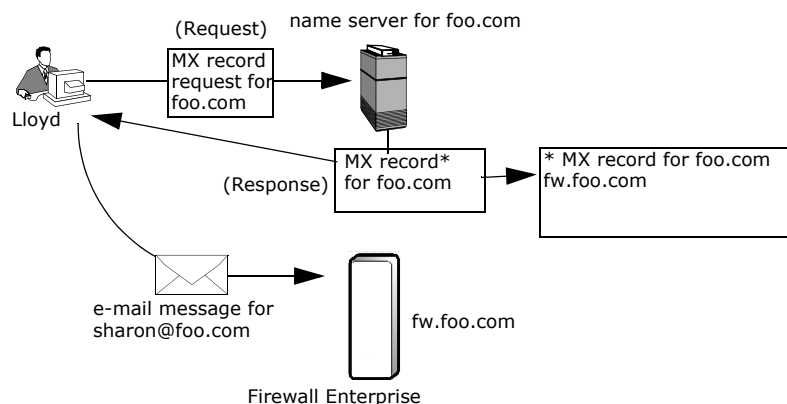 (Request)
name server for foo.com
MX record
request for
foo.com
Lloyd
(Response)
MX record*
for foo.com
* MX record for foo.com
fw.foo.com
e-mail message for
sharon@foo.com
fw.foo.com
Firewall Enterprise